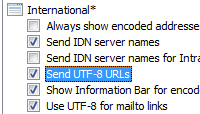 International*
Always show encoded addresse
Send IDN server names
Send IDN server names for Intra
Send UTF-8 URLs
Show Information Bar for encod
Use UTF-8 for mailto links